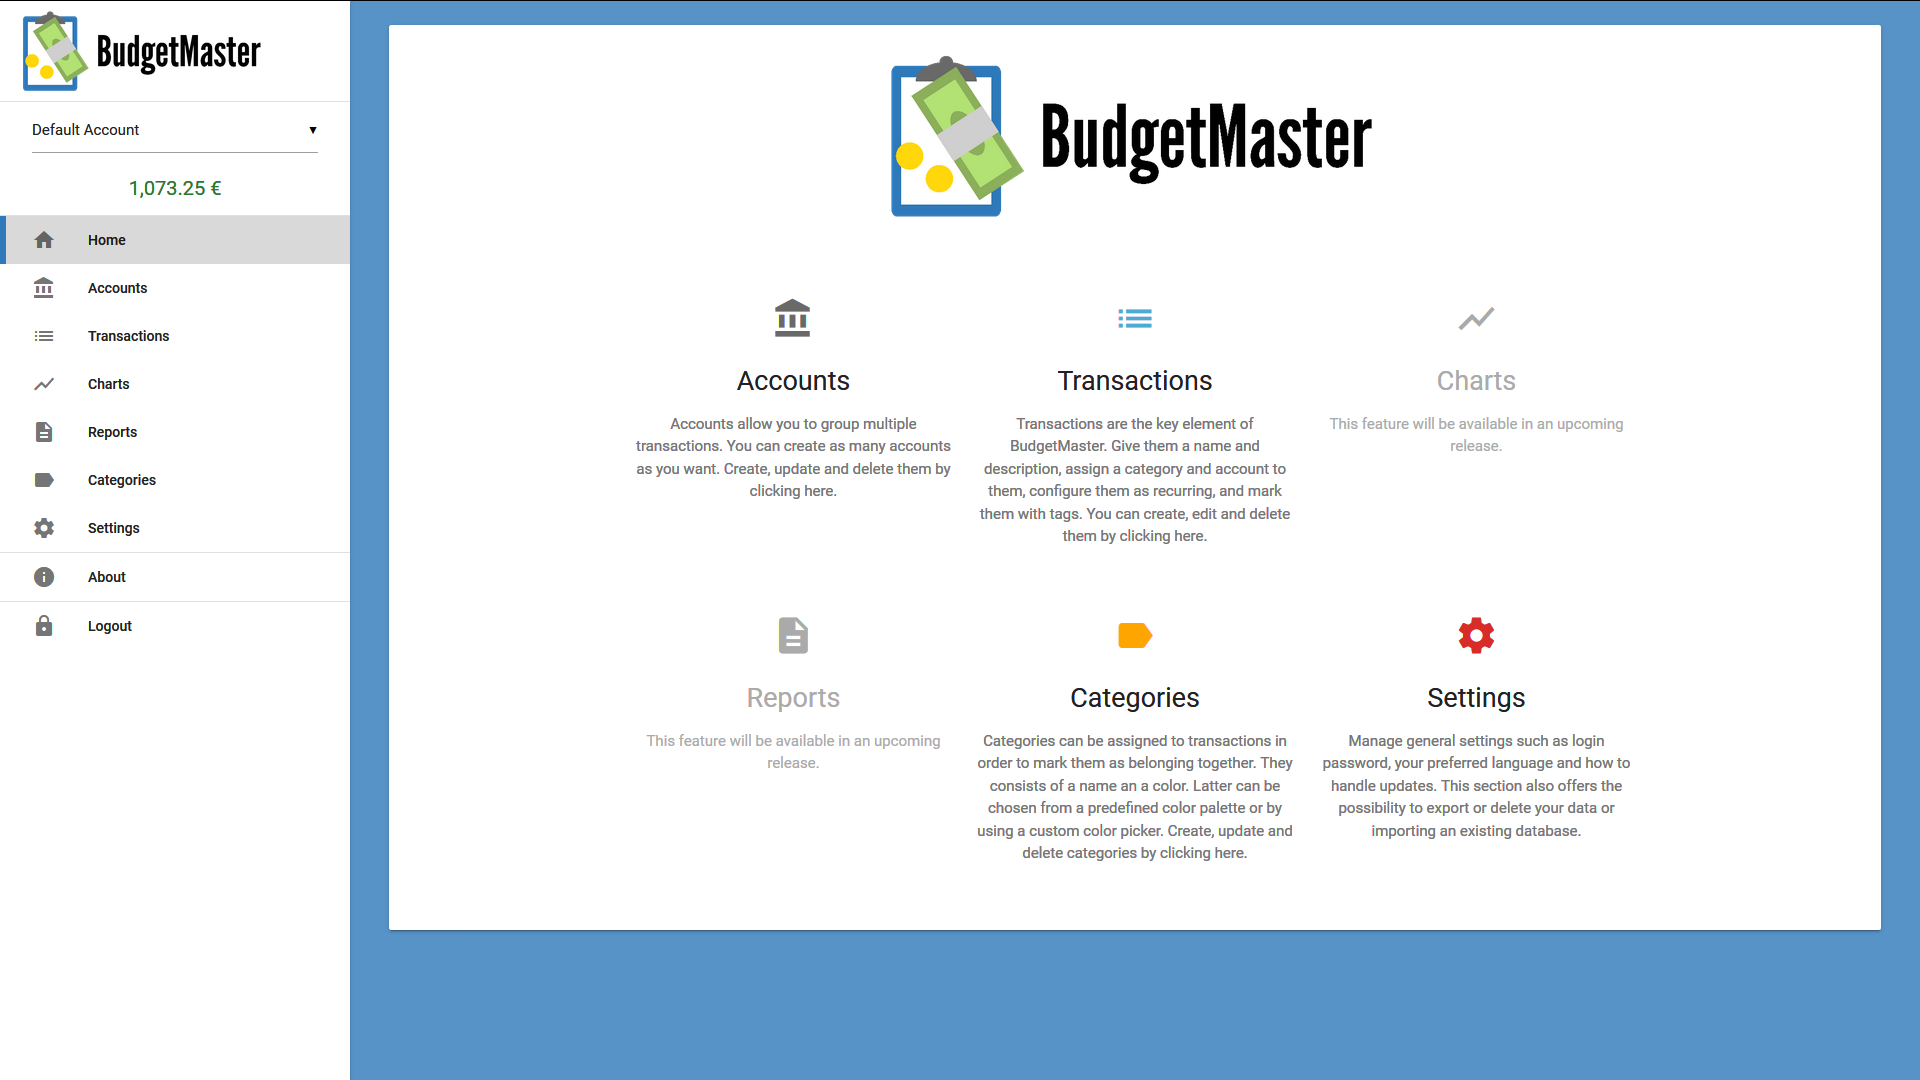 BudgetMaster
Default Account
1,073.25 €
Home
Accounts
Transactions
Charts
Reports
Categories
Settings
About
Logout
BudgetMaster
Accounts
Accounts allow you to group multiple
transactions. You can create as many accounts
as you want. Create, update and delete them by
clicking here.
Transactions
Transactions are the key element of
BudgetMaster. Give them a name and
description, assign a category and account to
them, configure them as recurring, and mark
them with tags. You can create, edit and delete
them by clicking here.
Charts
This feature will be available in an upcoming
release.
Reports
This feature will be available in an upcoming
release.
Categories
Categories can be assigned to transactions in
order to mark them as belonging together. They
consists of a name an a color. Latter can be
chosen from a predefined color palette or by
using a custom color picker. Create, update and
delete categories by clicking here.
Settings
Manage general settings such as login
password, your preferred language and how to
handle updates. This section also offers the
possibility to export or delete your data or
importing an existing database.